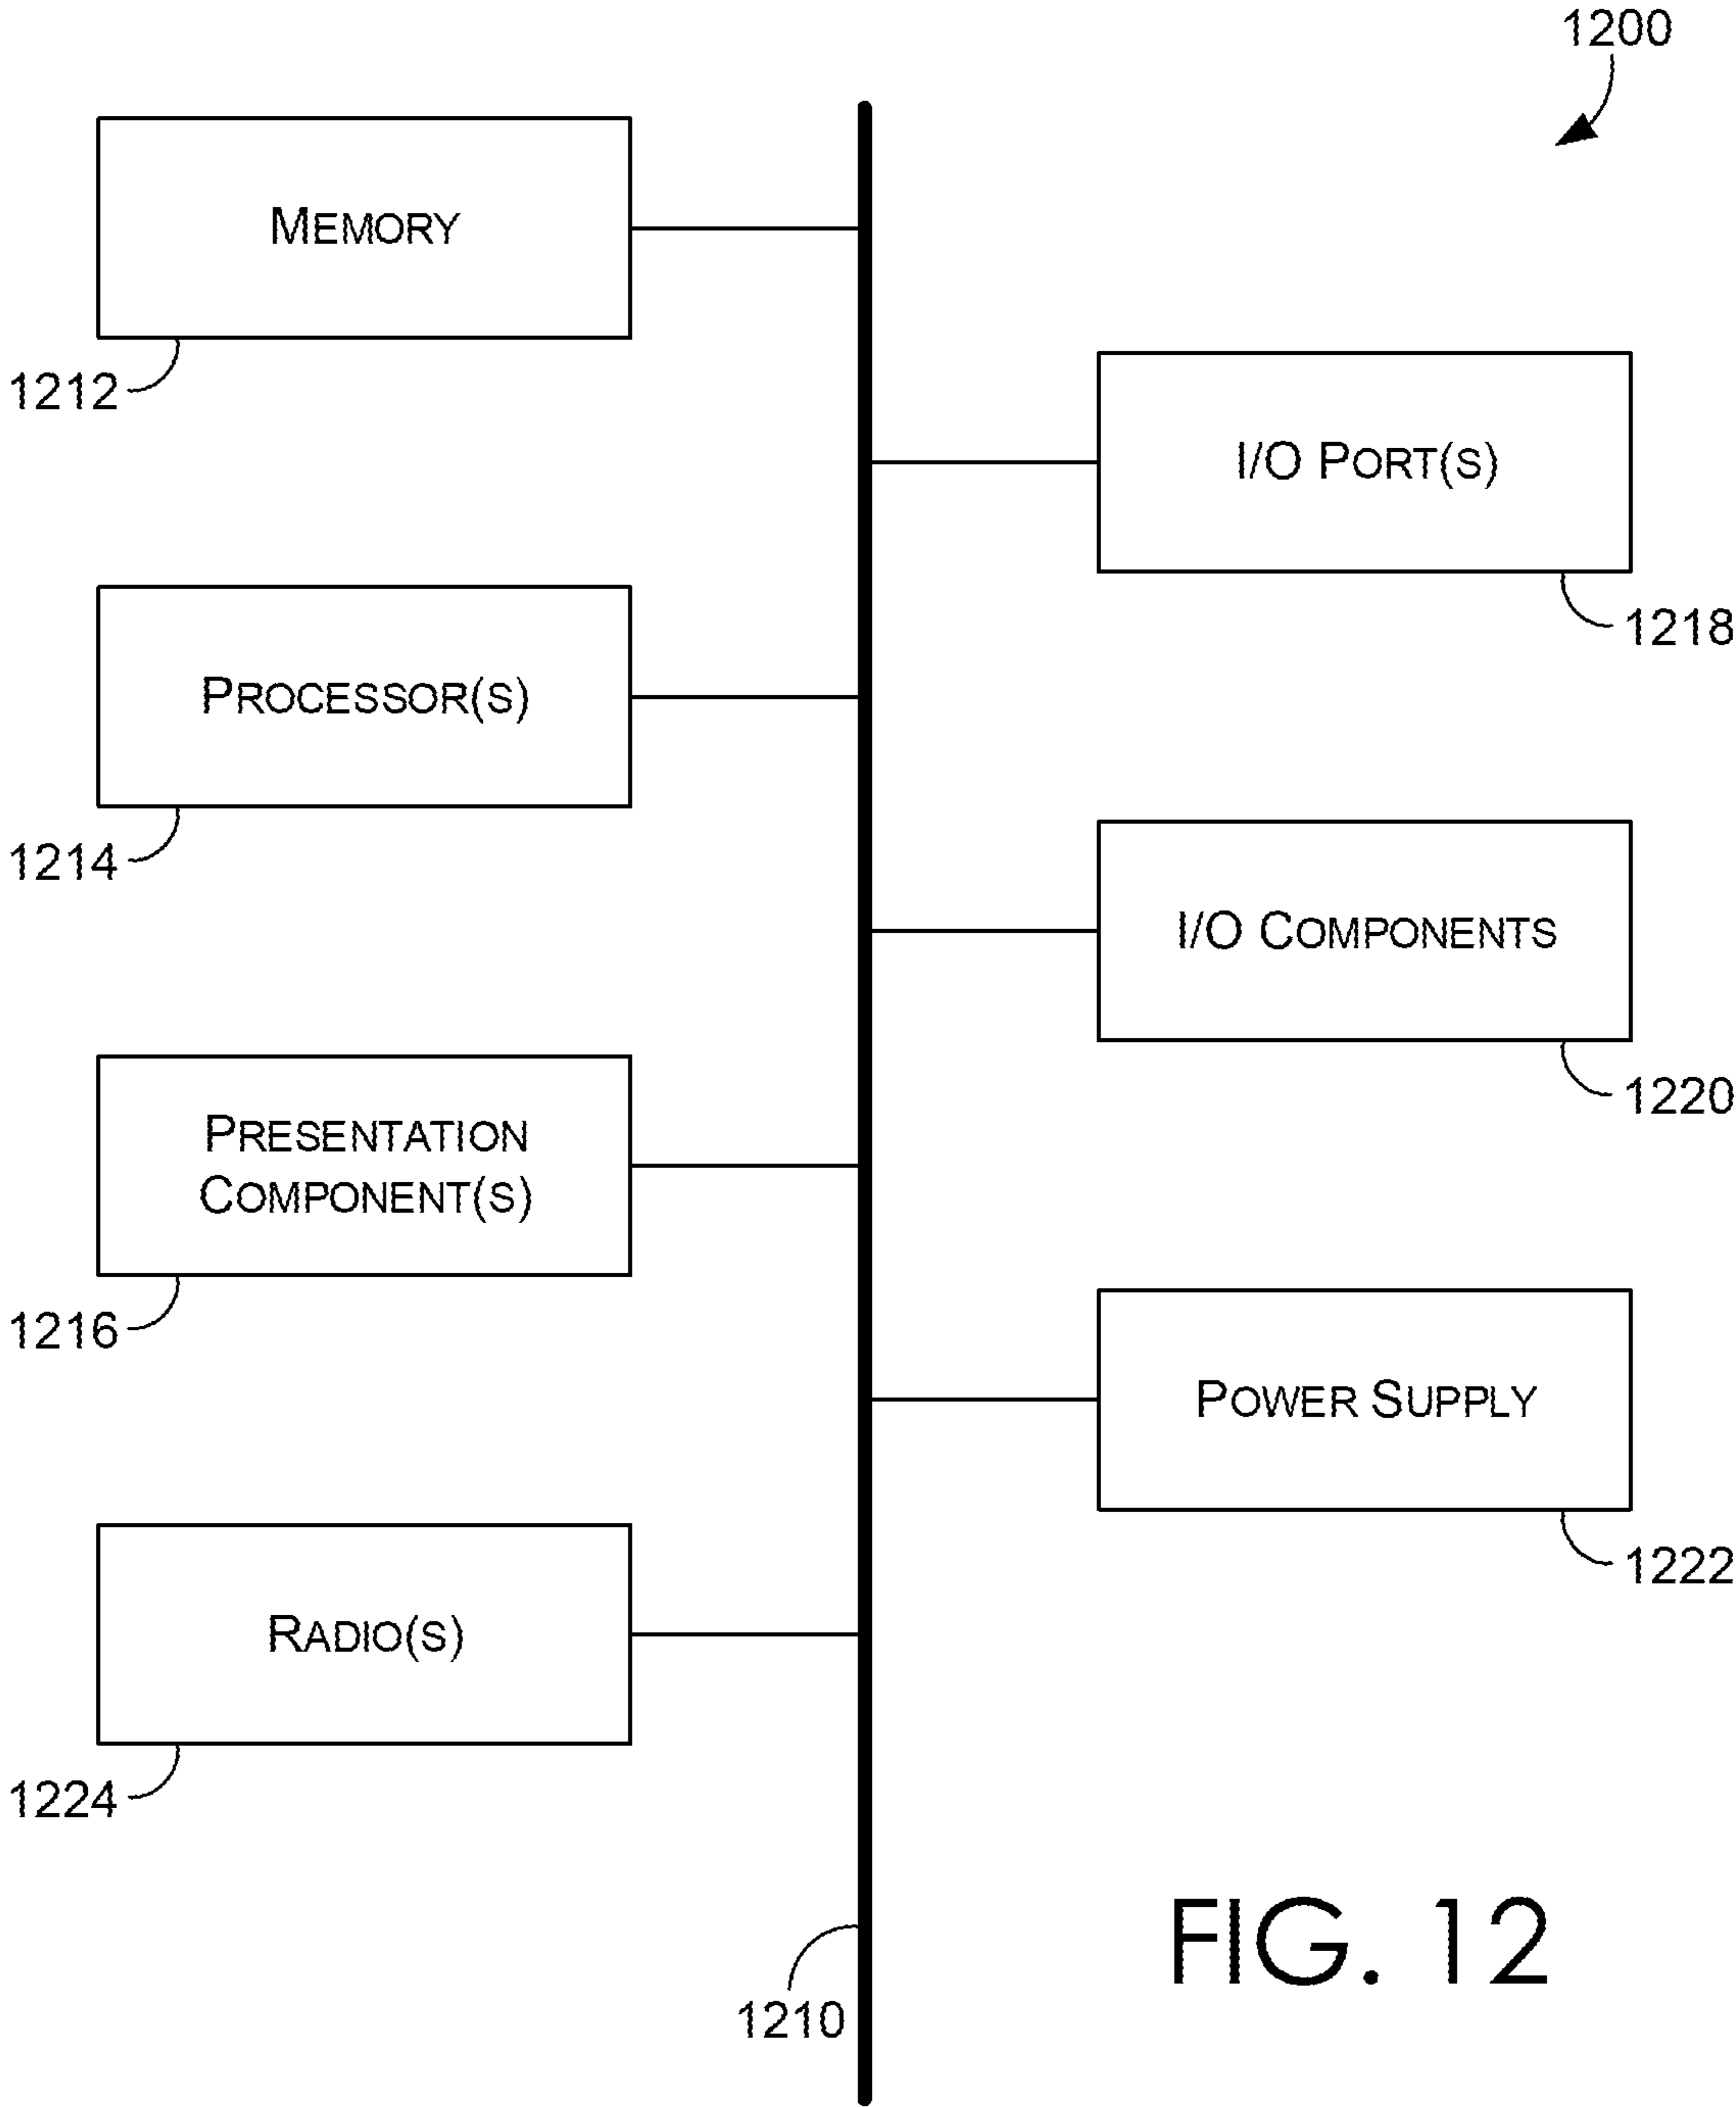 1200
MEMORY
1212
I/O PORT(S)
1218
PROCESSOR(S)
1214
I/O COMPONENTS
1220
PRESENTATION
COMPONENT(S)
1216
POWER SUPPLY
1222
RADIO(S)
1224
1210
FIG. 12